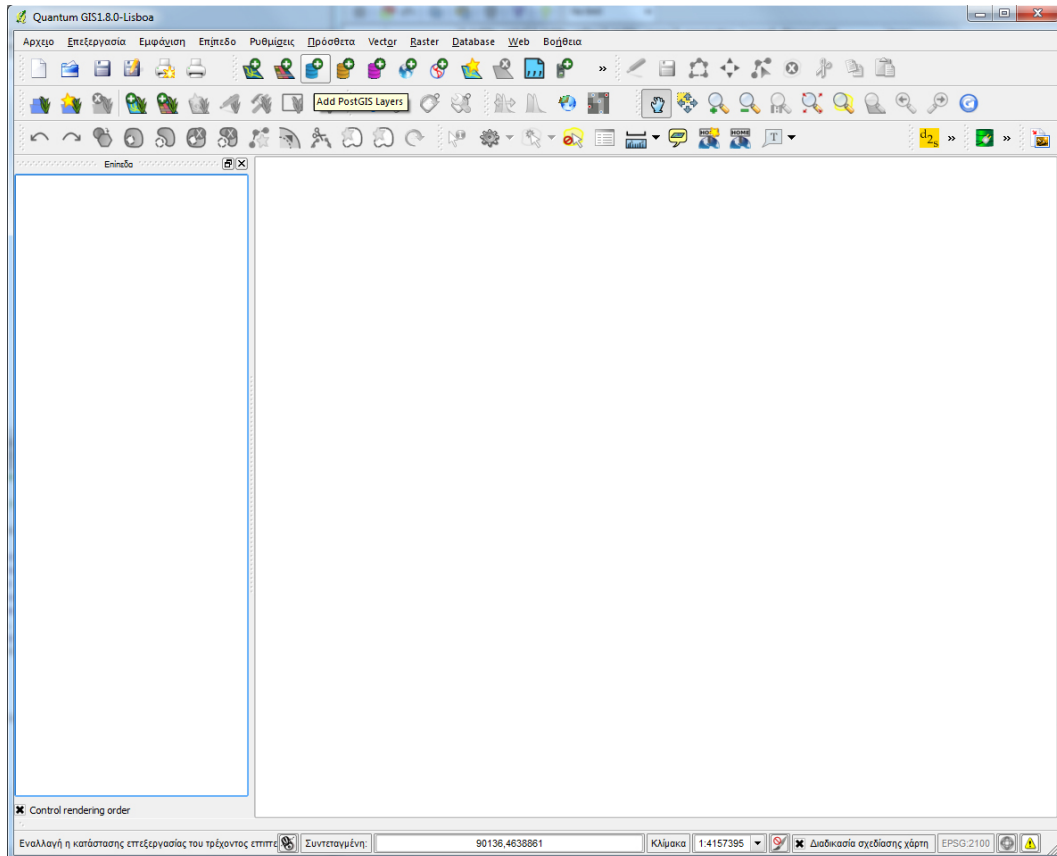 Quantum GIS1.8.0-Lisboa
Αρχείο Επεξεργασία Εμφάνιση Επίπεδο Ρυθμίσεις Πρόσθετα Vector Raster Database Web Βοήθεια
Add PostGIS Layers
Επίπεδα
Control rendering order
Εναλλαγή η κατάστασης επεξεργασίας του τρέχοντος επιπε Συντεταγμένη: 90136,4638861 Κλίμακα 1:4157395 Διαδικασία σχεδίασης χάρτη EPSG:2100